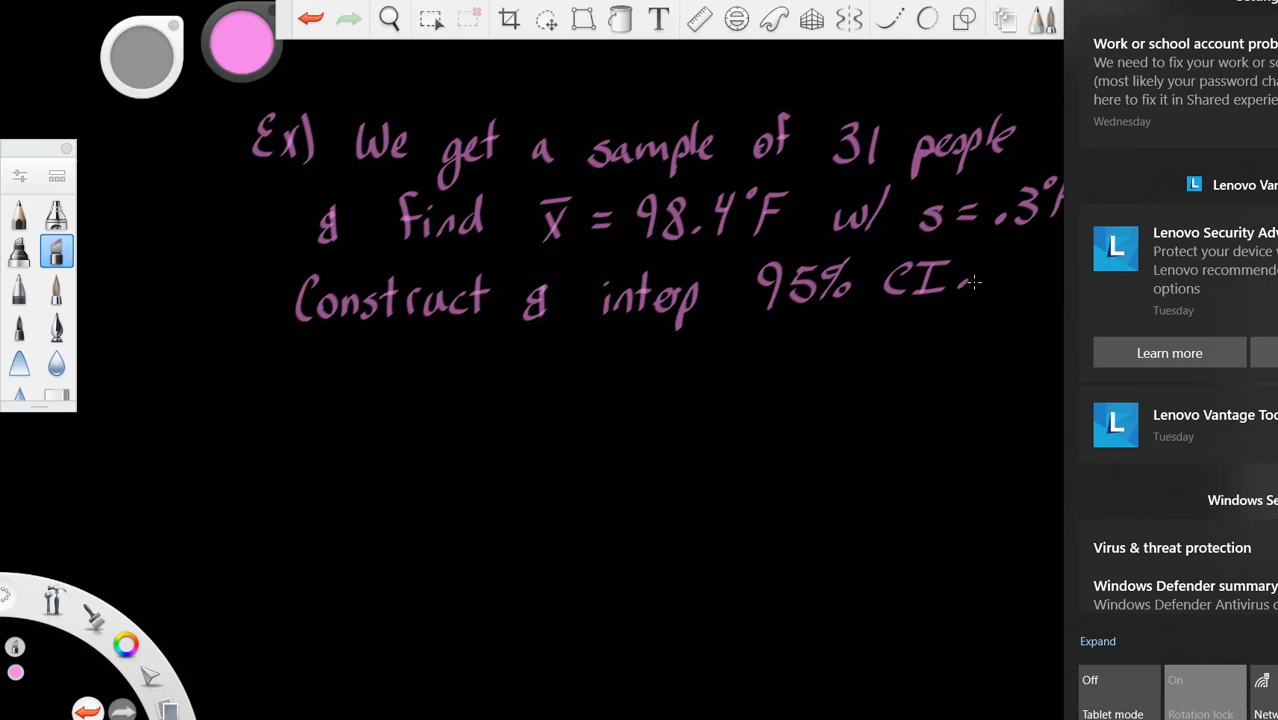 Ex) We get a sample of 31 people
& find x̄ = 98.4°F w/ s = .3°F
Construct & interp 95% CI.
T
Work or school account prob
We need to fix your work or sc
(most likely your password cha
here to fix it in Shared experie
Wednesday
L Lenovo Var
L
Lenovo Security Adv
Protect your device v
Lenovo recommende
options
Tuesday
Learn more
L
Lenovo Vantage Too
Tuesday
Windows Se
Virus & threat protection
Windows Defender summary
Windows Defender Antivirus c
Expand
Off
On
Tablet mode
Rotation lock
Netw